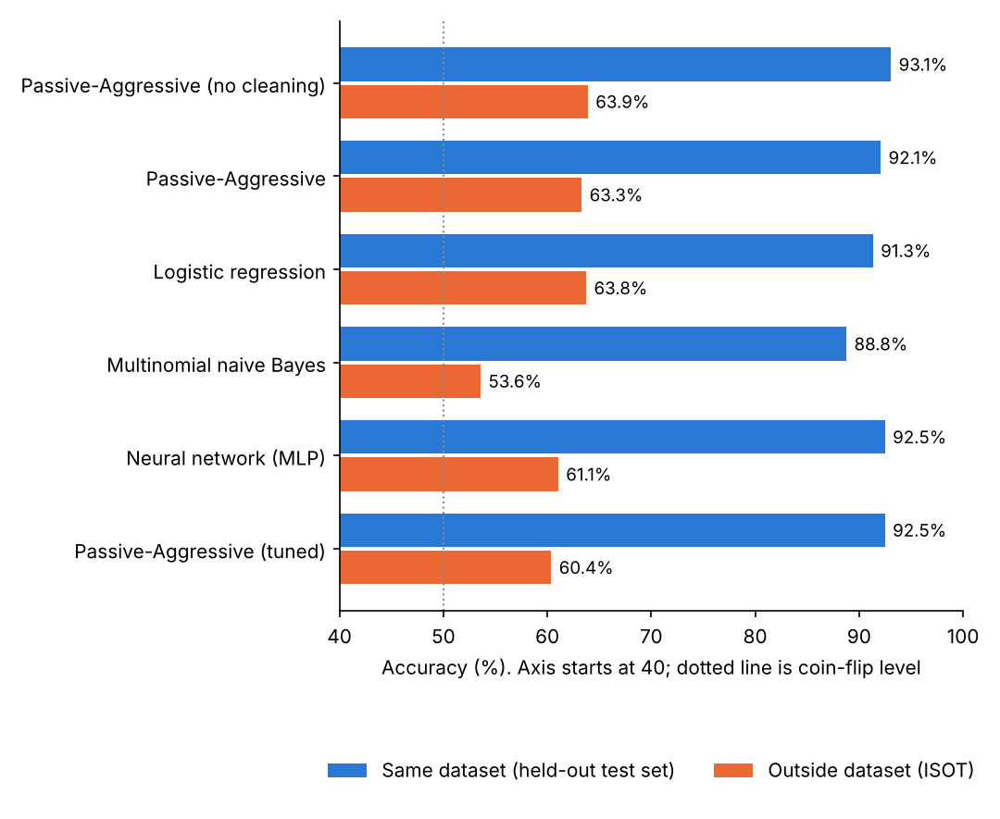 93.1%
Passive-Aggressive (no cleaning)
63.9%
92.1%
Passive-Aggressive
63.3%
91.3%
Logistic regression
63.8%
88.8%
Multinomial naive Bayes
53.6%
92.5%
Neural network (MLP)
61.1%
92.5%
Passive-Aggressive (tuned)
60.4%
40 50 60 70 80 90 100
Accuracy (%). Axis starts at 40; dotted line is coin-flip level
Same dataset (held-out test set) Outside dataset (ISOT)